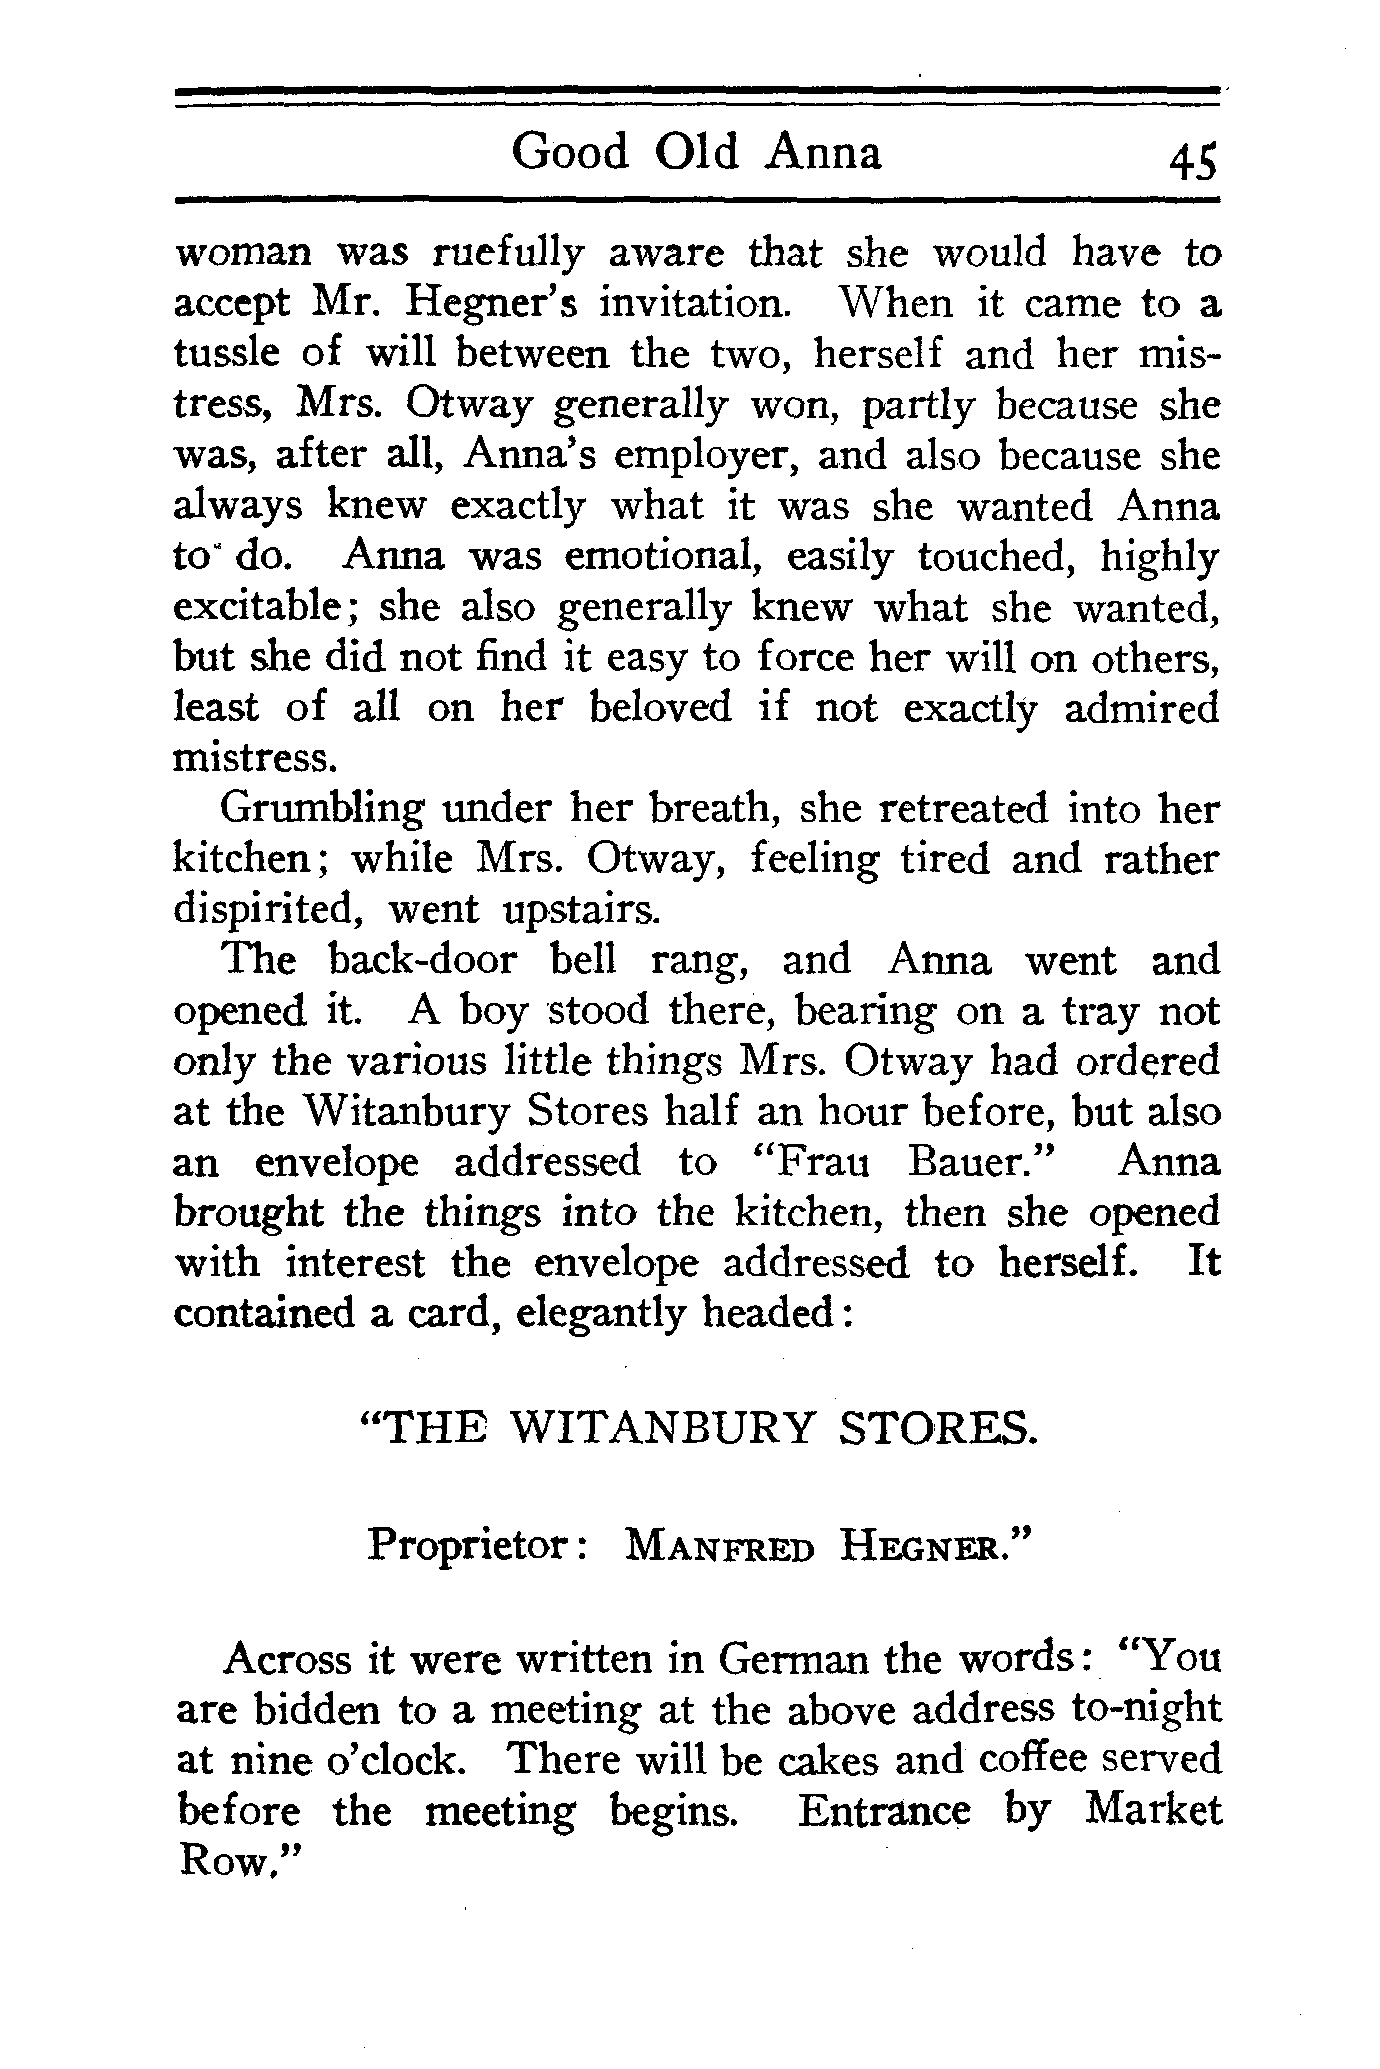 Good Old Anna 45
woman was ruefully aware that she would have to
accept Mr. Hegner's invitation. When it came to a
tussle of will between the two, herself and her mis-
tress, Mrs. Otway generally won, partly because she
was, after all, Anna's employer, and also because she
always knew exactly what it was she wanted Anna
to do. Anna was emotional, easily touched, highly
excitable; she also generally knew what she wanted,
but she did not find it easy to force her will on others,
least of all on her beloved if not exactly admired
mistress.
Grumbling under her breath, she retreated into her
kitchen; while Mrs. Otway, feeling tired and rather
dispirited, went upstairs.
The back-door bell rang, and Anna went and
opened it. A boy stood there, bearing on a tray not
only the various little things Mrs. Otway had ordered
at the Witanbury Stores half an hour before, but also
an envelope addressed to "Frau Bauer." Anna
brought the things into the kitchen, then she opened
with interest the envelope addressed to herself. It
contained a card, elegantly headed:
"THE WITANBURY STORES.
Proprietor: MANFRED HEGNER."
Across it were written in German the words: "You
are bidden to a meeting at the above address to-night
at nine o'clock. There will be cakes and coffee served
before the meeting begins. Entrance by Market
Row."